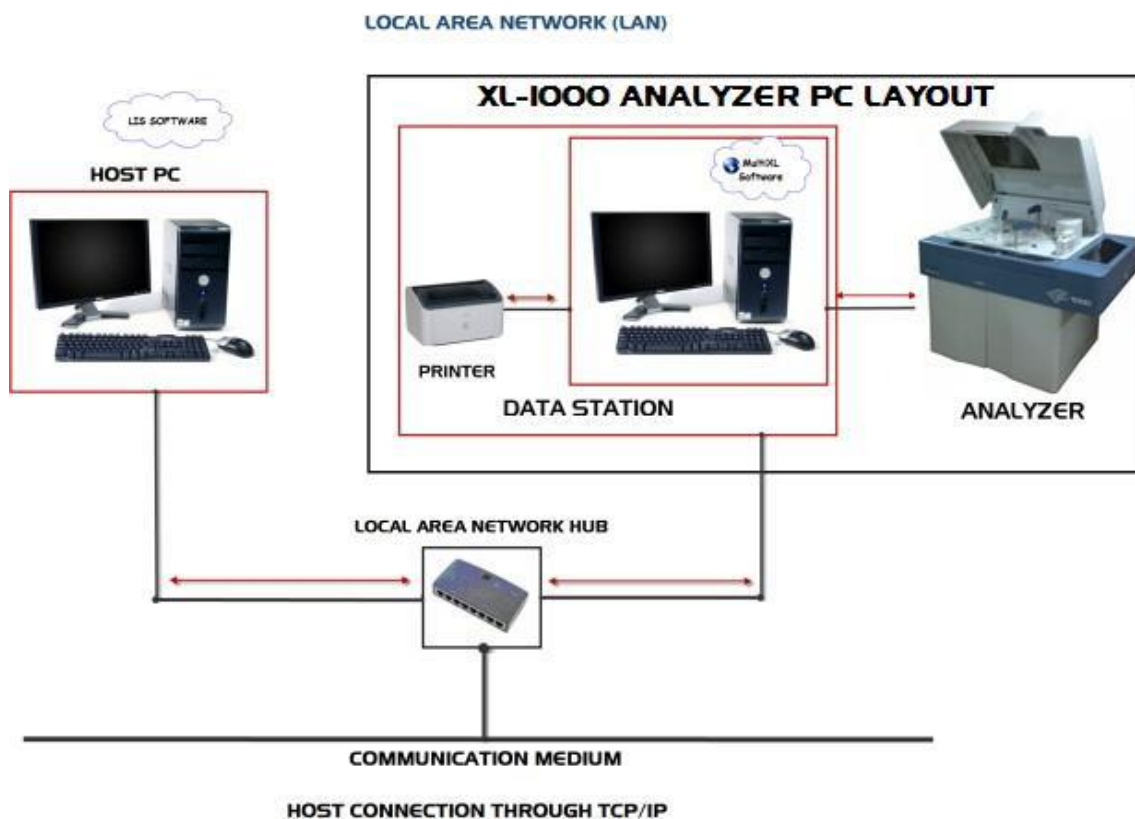 LOCAL AREA NETWORK (LAN)
XL-1000 ANALYZER PC LAYOUT
LIS SOFTWARE
MultiXL
Software
HOST PC
PRINTER
DATA STATION
ANALYZER
LOCAL AREA NETWORK HUB
COMMUNICATION MEDIUM
HOST CONNECTION THROUGH TCP/IP